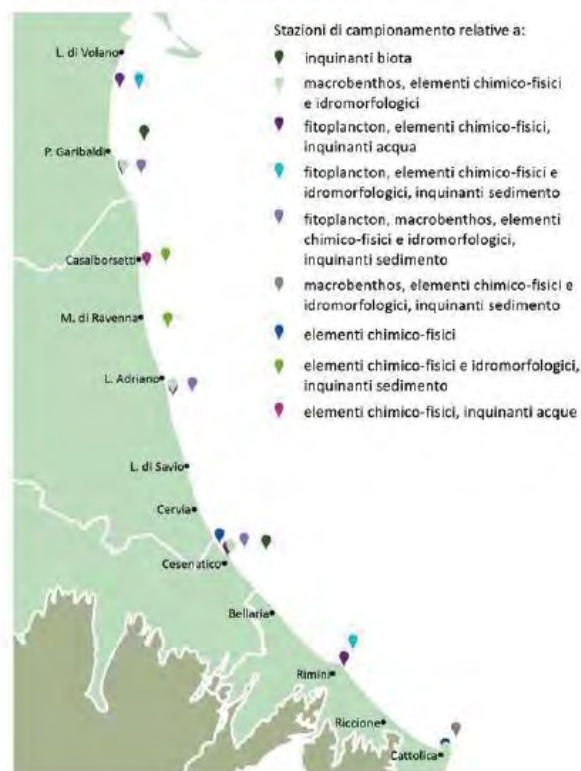 Stazioni di campionamento relative a:
inquinanti biota
macrobenthos, elementi chimico-fisici
e idromorfologici
fitoplancton, elementi chimico-fisici,
inquinanti acqua
fitoplancton, elementi chimico-fisici e
idromorfologici, inquinanti sedimento
fitoplancton, macrobenthos, elementi
chimico-fisici e idromorfologici,
inquinanti sedimento
macrobenthos, elementi chimico-fisici e
idromorfologici, inquinanti sedimento
elementi chimico-fisici
elementi chimico-fisici e idromorfologici,
inquinanti sedimento
elementi chimico-fisici, inquinanti acque
L. di Volano
P. Garibaldi
Casalborsetti
M. di Ravenna
L. Adriano
L. di Savio
Cervia
Cesenatico
Bellaria
Rimini
Riccione
Cattolica